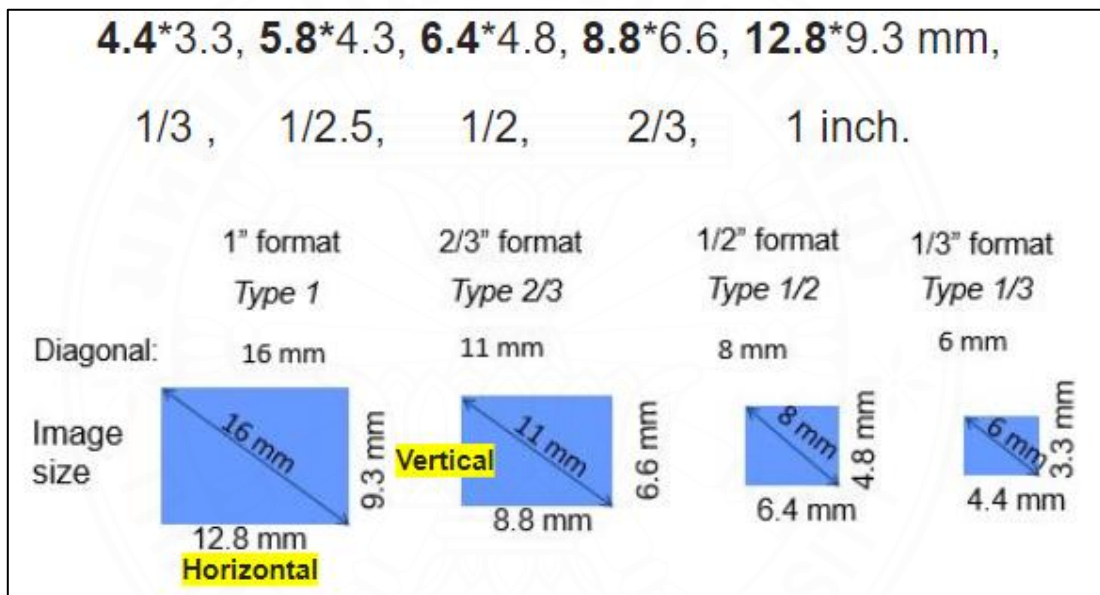 4.4*3.3, 5.8*4.3, 6.4*4.8, 8.8*6.6, 12.8*9.3 mm,
1/3 , 1/2.5, 1/2, 2/3, 1 inch.
1” format 2/3” format 1/2” format 1/3” format
Type 1 Type 2/3 Type 1/2 Type 1/3
Diagonal: 16 mm 11 mm 8 mm 6 mm
Image size
16 mm
9.3 mm
12.8 mm
Horizontal
Vertical
11 mm
6.6 mm
8.8 mm
8 mm
4.8 mm
6.4 mm
6 mm
3.3 mm
4.4 mm